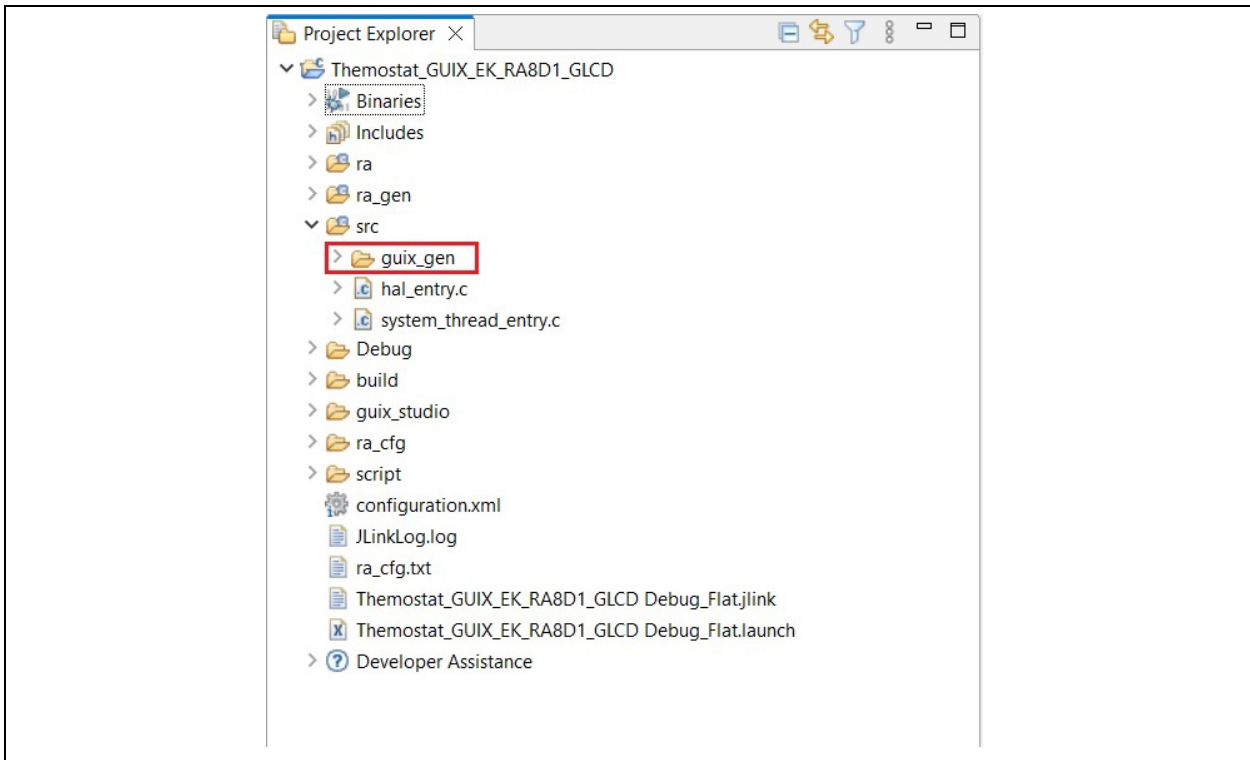 Project Explorer
Themostat_GUIX_EK_RA8D1_GLCD
Binaries
Includes
ra
ra_gen
src
guix_gen
hal_entry.c
system_thread_entry.c
Debug
build
guix_studio
ra_cfg
script
configuration.xml
JLinkLog.log
ra_cfg.txt
Themostat_GUIX_EK_RA8D1_GLCD Debug_Flat.jlink
Themostat_GUIX_EK_RA8D1_GLCD Debug_Flat.launch
Developer Assistance